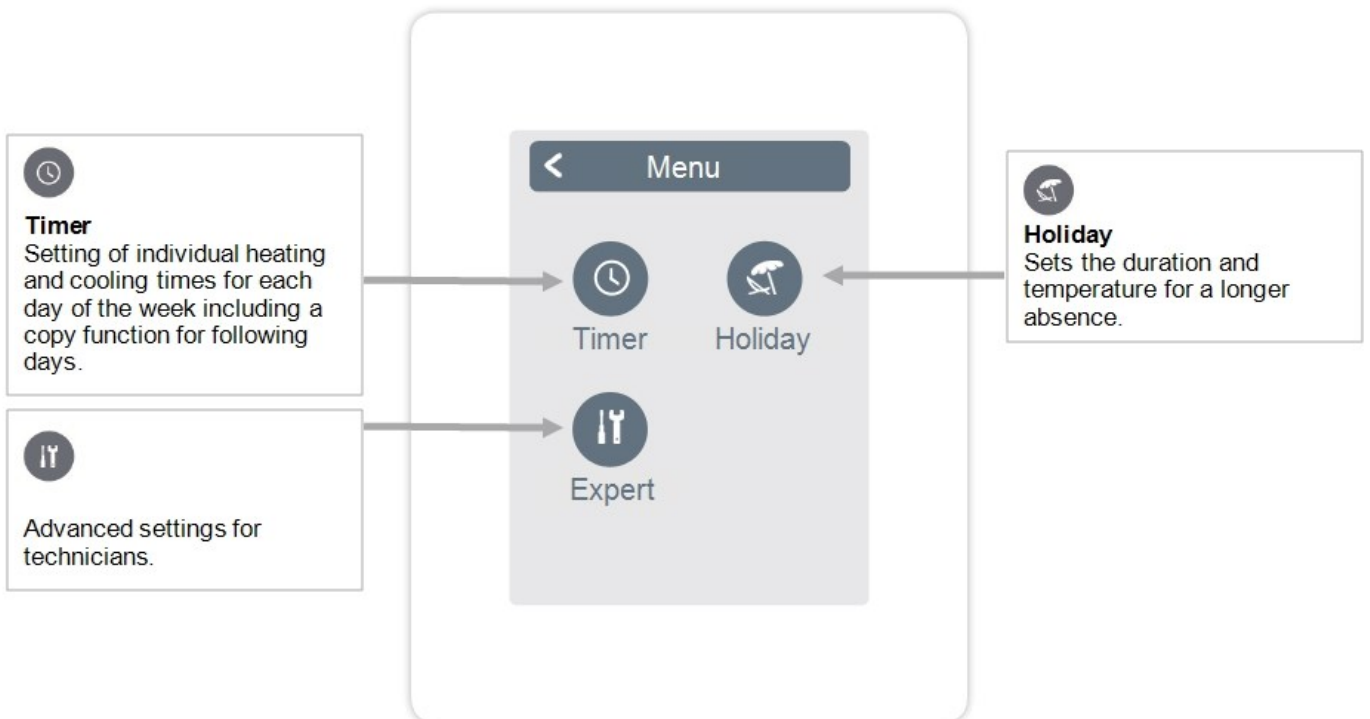 Timer
Setting of individual heating
and cooling times for each
day of the week including a
copy function for following
days.
Advanced settings for
technicians.
Menu
Timer
Holiday
Expert
Holiday
Sets the duration and
temperature for a longer
absence.